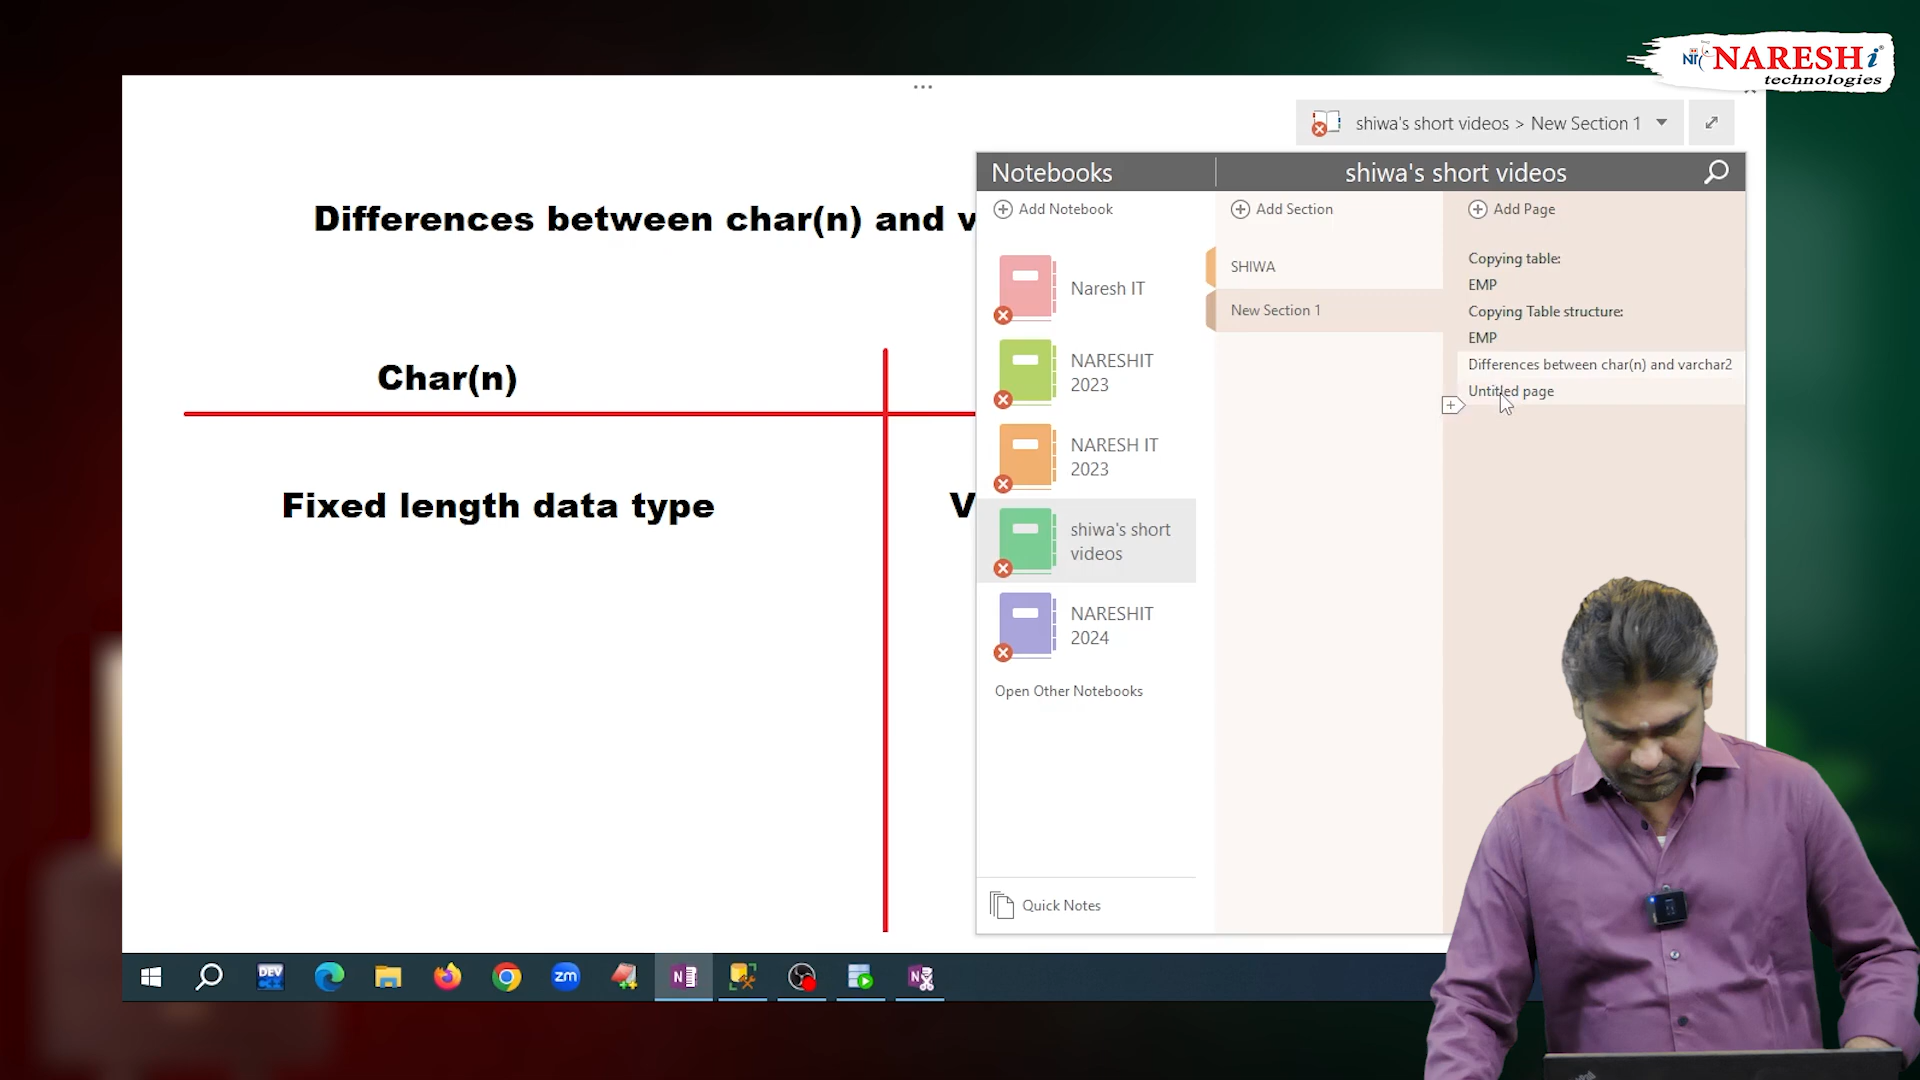 NiT NARESH i
technologies
shiwa's short videos > New Section 1
Notebooks
shiwa's short videos
Differences between char(n) and v
Add Notebook
Add Section
Add Page
Naresh IT
NARESHIT
2023
NARESH IT
2023
shiwa's short
videos
NARESHIT
2024
Open Other Notebooks
Quick Notes
SHIWA
New Section 1
Copying table:
EMP
Copying Table structure:
EMP
Differences between char(n) and varchar2
Untitled page
Char(n)
Fixed length data type
V
DEV
zm
N
N